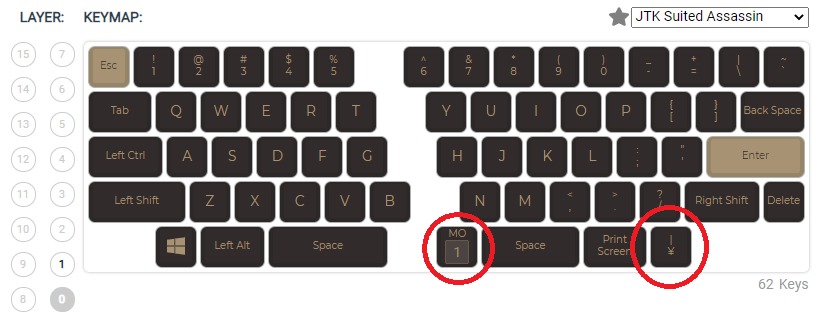 LAYER: KEYMAP: JTK Suited Assassin
15 7 Esc ! @ # $ % ^ & * ( ) _ + | ~
1 2 3 4 5 6 7 8 9 0 - = \ `
14 6 Tab Q W E R T Y U I O P { } Back Space
[ ]
13 5
12 4 Left Ctrl A S D F G H J K L : " Enter
; '
11 3 Left Shift Z X C V B N M < > ? Right Shift Delete
, . /
10 2 MO
9 1 Left Alt Space 1 Space Print Screen | ¥
62 Keys
8 0